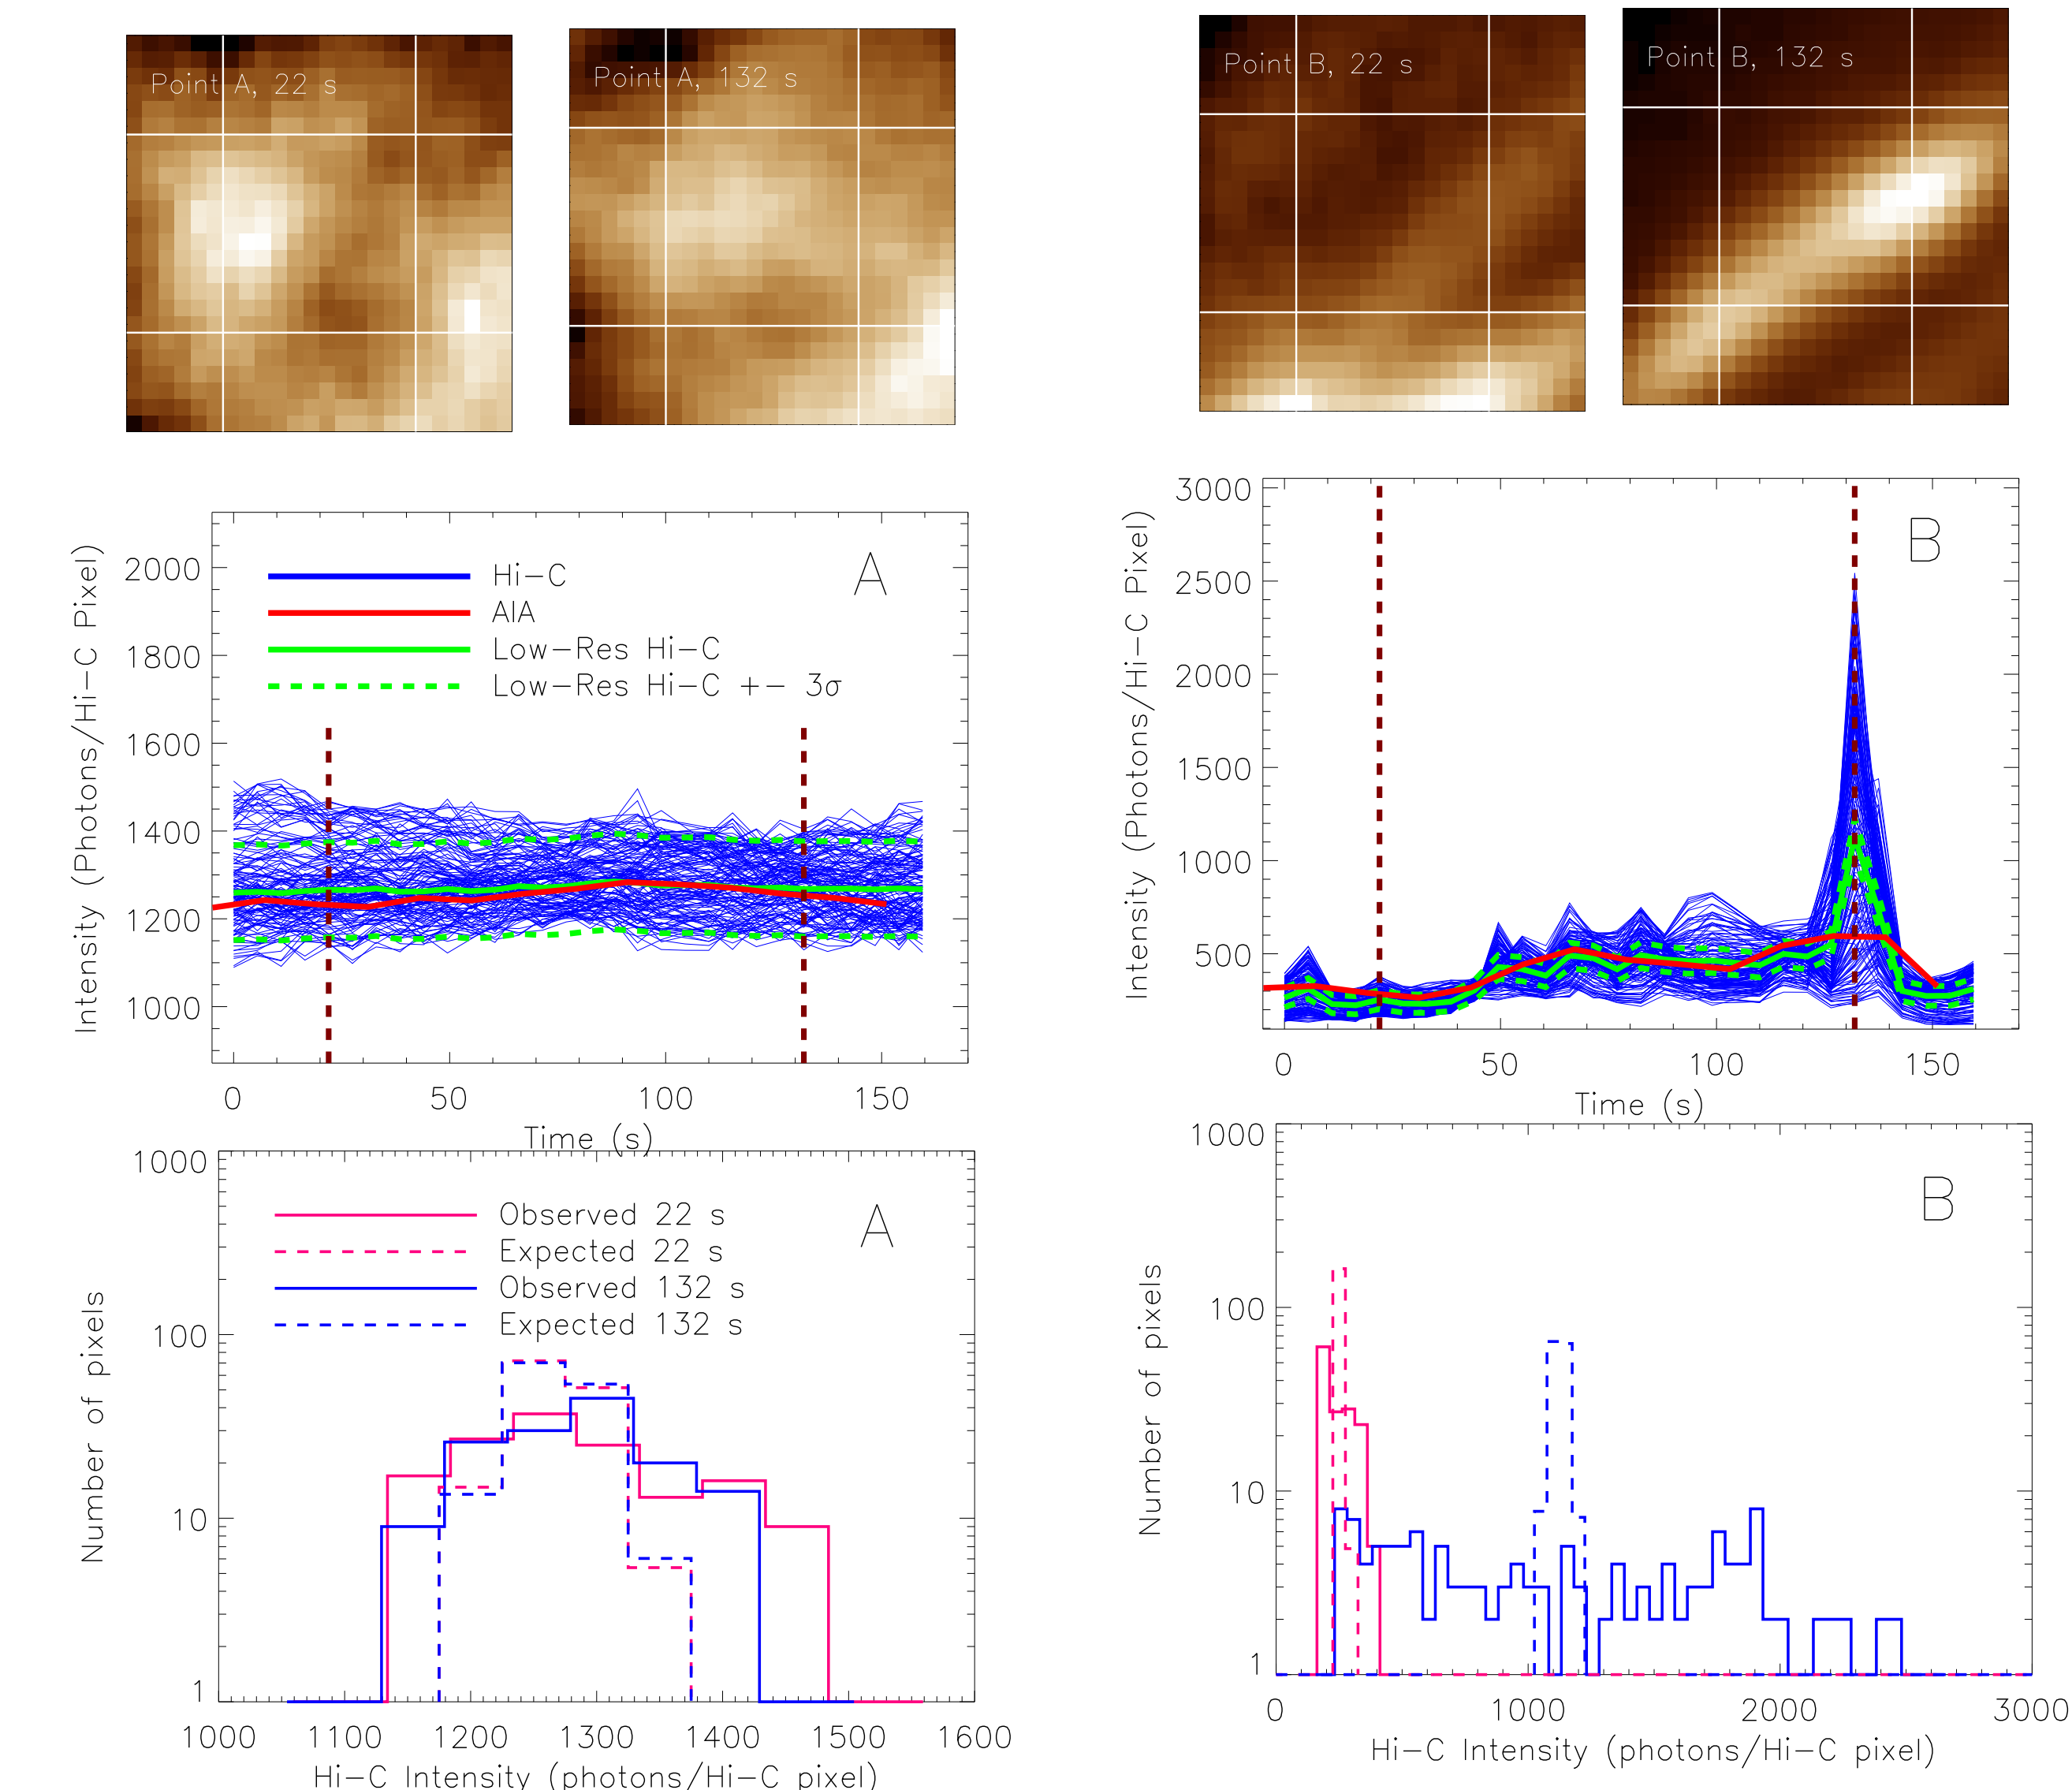 Point A, 22 s
Point A, 132 s
Point B, 22 s
Point B, 132 s
Intensity (Photons/Hi-C Pixel)
2000
1800
1600
1400
1200
1000
Hi-C
AIA
Low-Res Hi-C
Low-Res Hi-C +- 3σ
A
0 50 100 150
Time (s)
Intensity (Photons/Hi-C Pixel)
3000
2500
2000
1500
1000
500
B
0 50 100 150
Time (s)
Number of pixels
1000
100
10
1
Observed 22 s
Expected 22 s
Observed 132 s
Expected 132 s
A
1000 1100 1200 1300 1400 1500 1600
Hi-C Intensity (photons/Hi-C pixel)
Number of pixels
1000
100
10
1
B
0 1000 2000 3000
Hi-C Intensity (photons/Hi-C pixel)